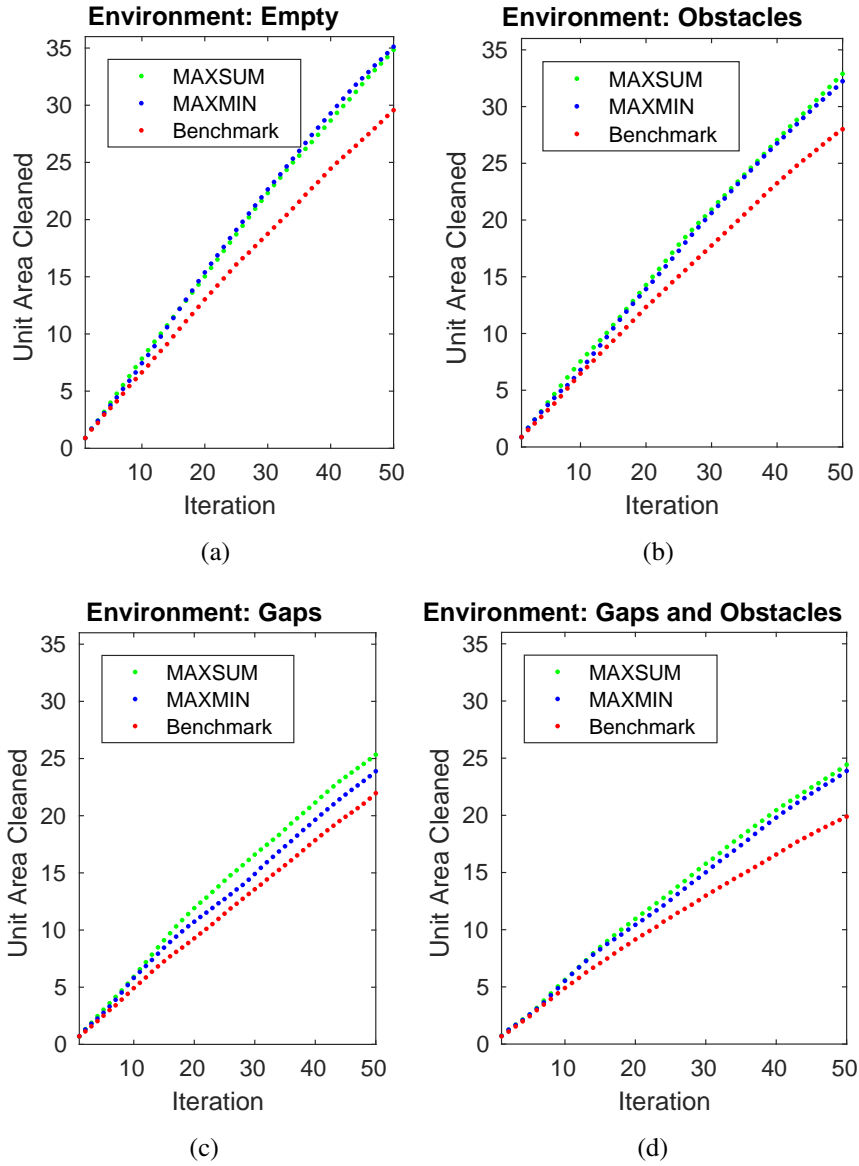 Environment: Empty
35
30
25
20
15
10
5
0
Unit Area Cleaned
MAXSUM
MAXMIN
Benchmark
10 20 30 40 50
Iteration
(a)
Environment: Obstacles
35
30
25
20
15
10
5
0
Unit Area Cleaned
MAXSUM
MAXMIN
Benchmark
10 20 30 40 50
Iteration
(b)
Environment: Gaps
35
30
25
20
15
10
5
0
Unit Area Cleaned
MAXSUM
MAXMIN
Benchmark
10 20 30 40 50
Iteration
(c)
Environment: Gaps and Obstacles
35
30
25
20
15
10
5
0
Unit Area Cleaned
MAXSUM
MAXMIN
Benchmark
10 20 30 40 50
Iteration
(d)